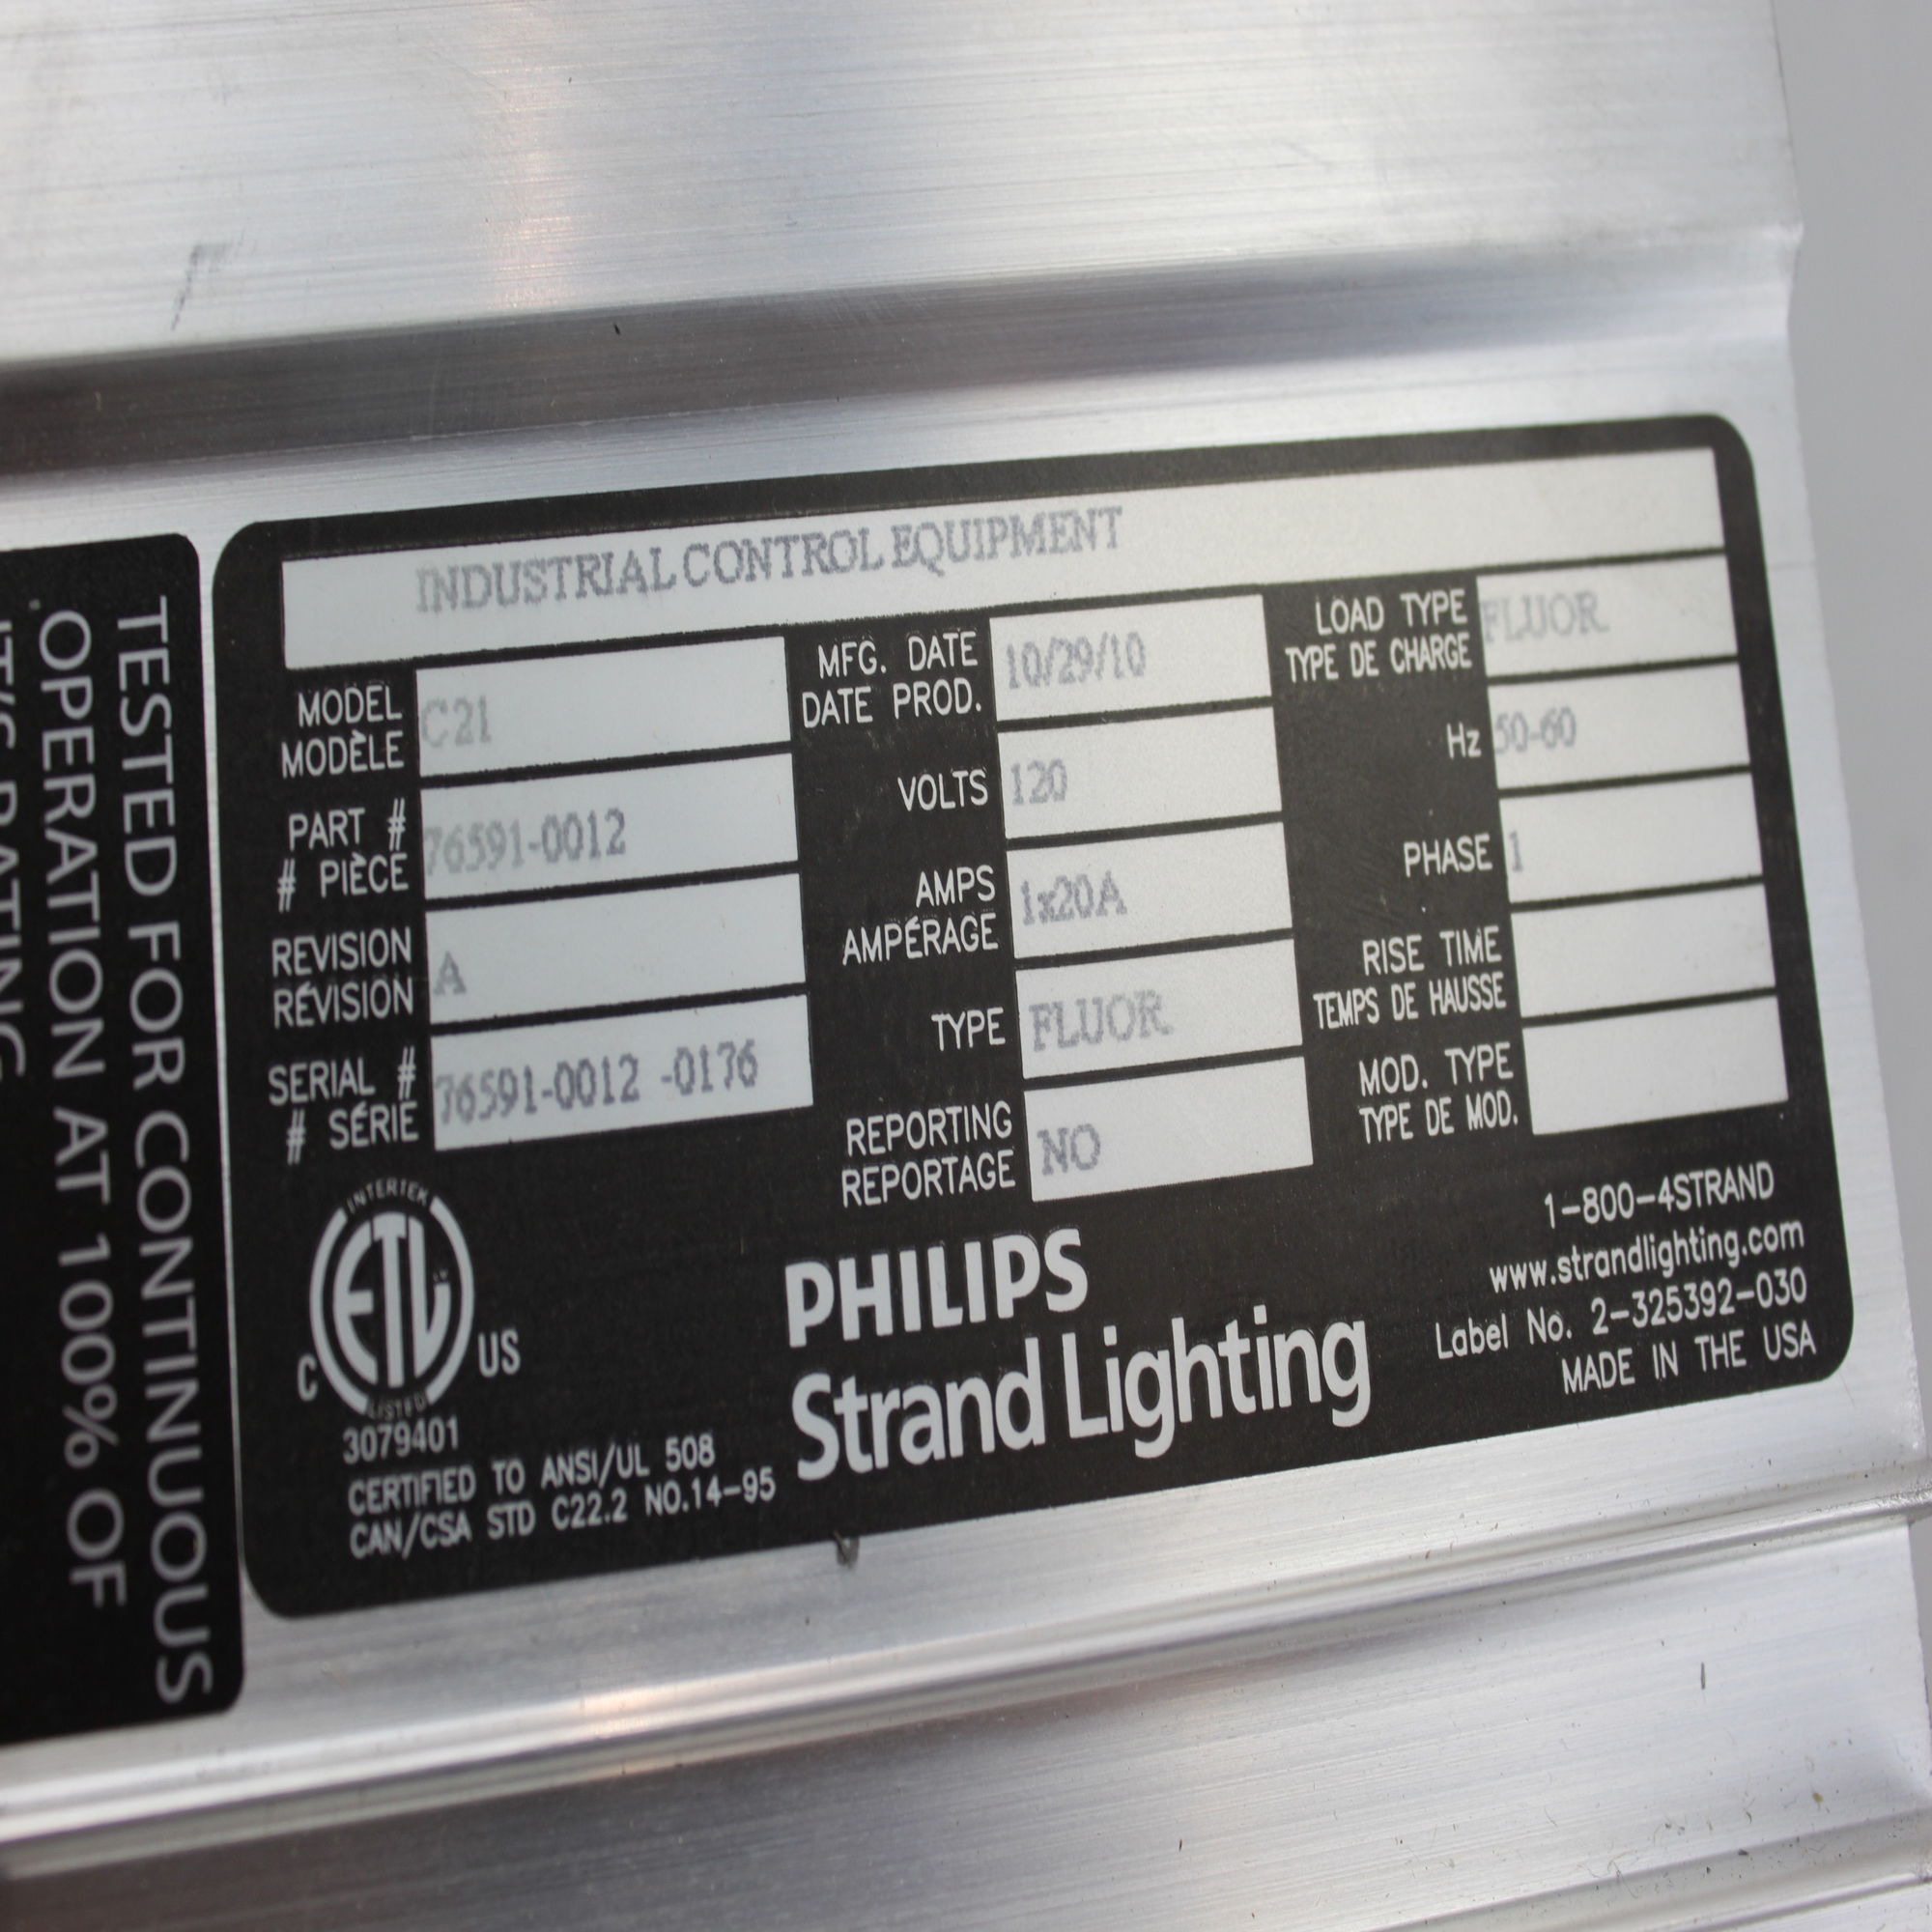 TESTED FOR CONTINUOUS
OPERATION AT 100% OF
IT'S RATING
INDUSTRIAL CONTROL EQUIPMENT
MODEL
MODÈLE
C21
PART #
# PIÈCE
76591-0012
REVISION
RÉVISION
A
SERIAL #
# SÉRIE
76591-0012 -0176
MFG. DATE
DATE PROD.
10/29/10
VOLTS
120
AMPS
AMPÉRAGE
1x20A
TYPE
FLUOR.
REPORTING
REPORTAGE
NO
LOAD TYPE
TYPE DE CHARGE
FLUOR.
Hz
50-60
PHASE
1
RISE TIME
TEMPS DE HAUSSE
MOD. TYPE
TYPE DE MOD.
INTERTEK
C ETL US
LISTED
3079401
CERTIFIED TO ANSI/UL 508
CAN/CSA STD C22.2 NO.14-95
PHILIPS
Strand Lighting
1-800-4STRAND
www.strandlighting.com
Label No. 2-325392-030
MADE IN THE USA